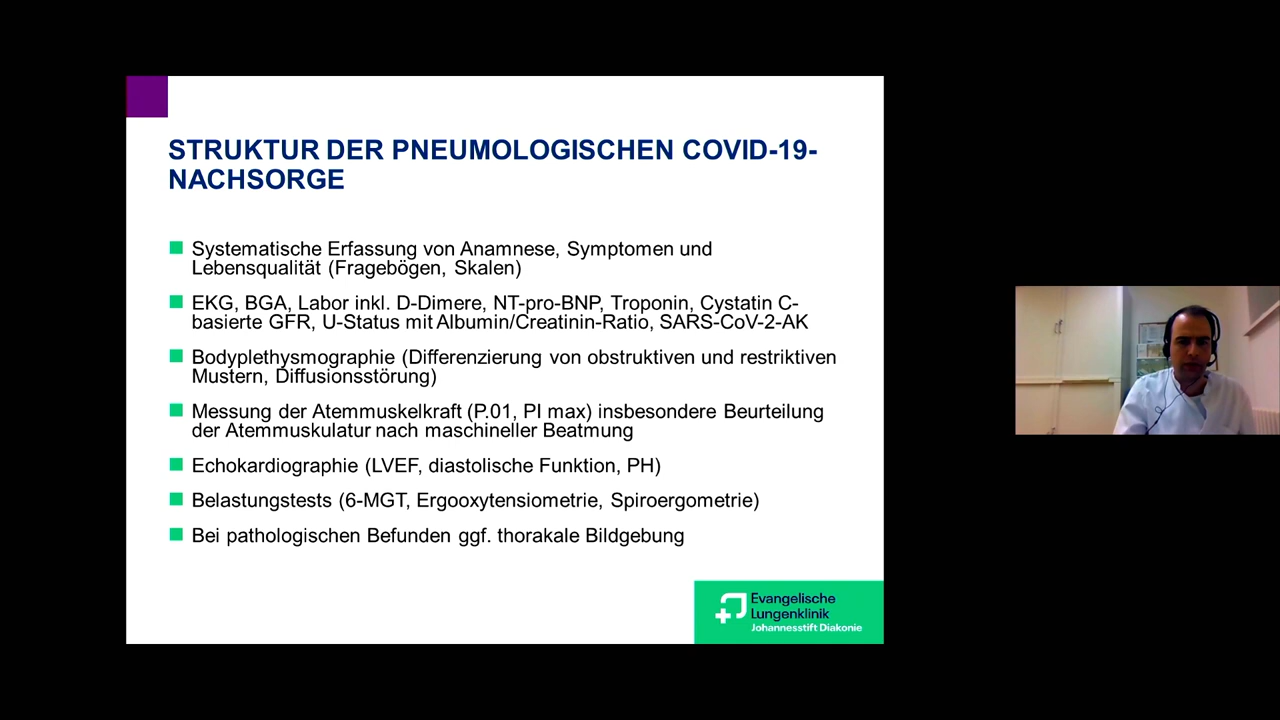 STRUKTUR DER PNEUMOLOGISCHEN COVID-19-
NACHSORGE
Systematische Erfassung von Anamnese, Symptomen und
Lebensqualität (Fragebögen, Skalen)
EKG, BGA, Labor inkl. D-Dimere, NT-pro-BNP, Troponin, Cystatin C-
basierte GFR, U-Status mit Albumin/Creatinin-Ratio, SARS-CoV-2-AK
Bodyplethysmographie (Differenzierung von obstruktiven und restriktiven
Mustern, Diffusionsstörung)
Messung der Atemmuskelkraft (P.01, PI max) insbesondere Beurteilung
der Atemmuskulatur nach maschineller Beatmung
Echokardiographie (LVEF, diastolische Funktion, PH)
Belastungstests (6-MGT, Ergooxytensiometrie, Spiroergometrie)
Bei pathologischen Befunden ggf. thorakale Bildgebung
Evangelische
Lungenklinik
Johannesstift Diakonie